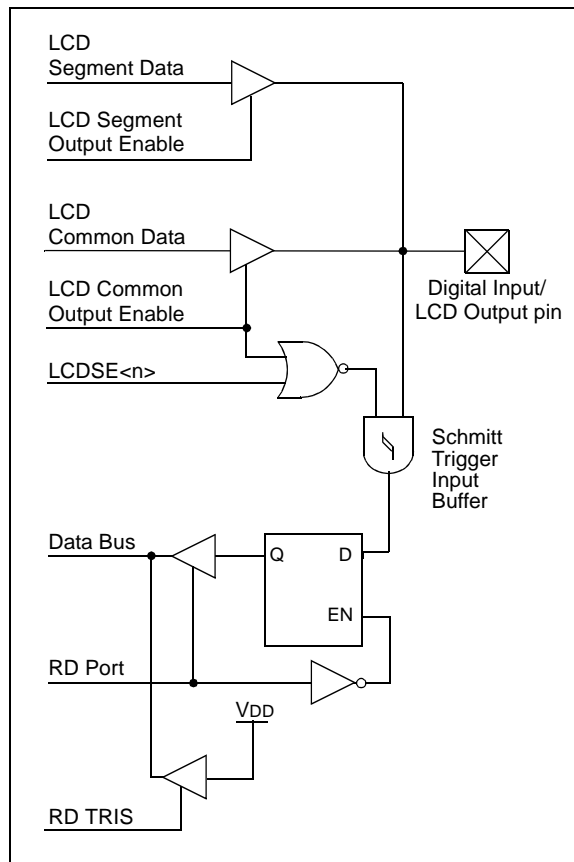 LCD
Segment Data
LCD Segment
Output Enable
LCD
Common Data
LCD Common
Output Enable
Digital Input/
LCD Output pin
LCDSE<n>
Schmitt
Trigger
Input
Buffer
Data Bus
Q
D
EN
RD Port
VDD
RD TRIS